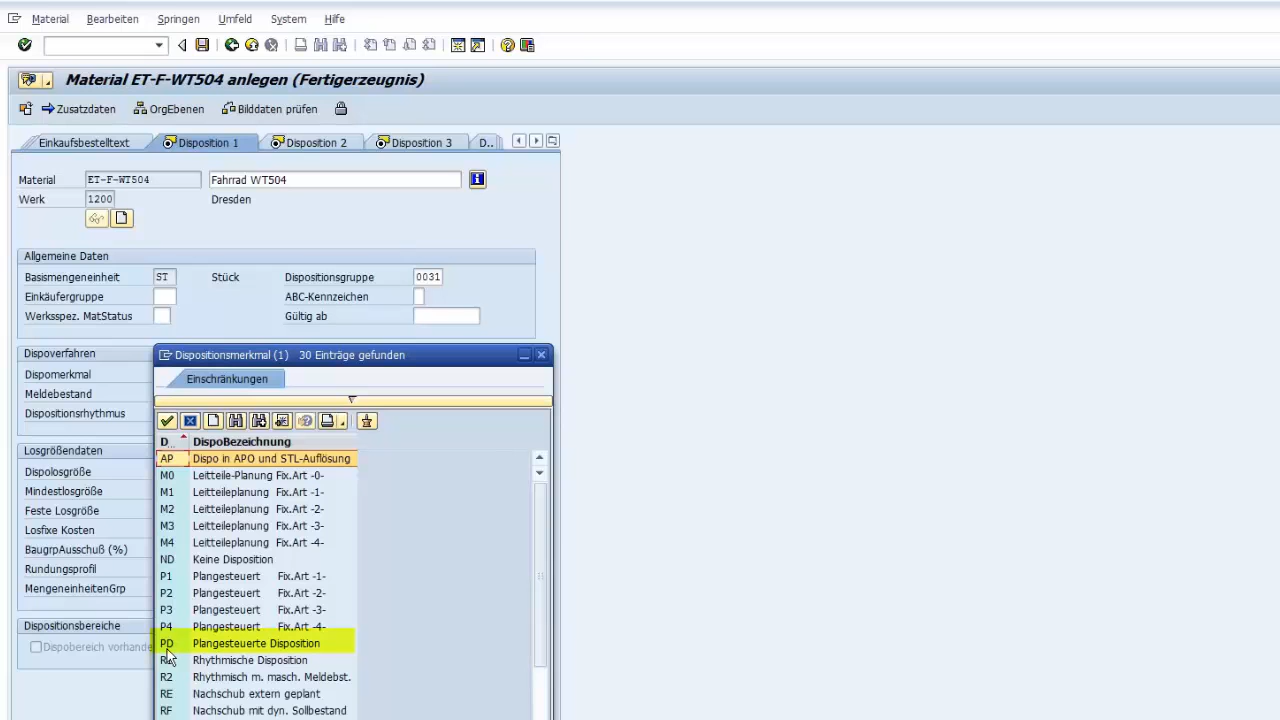 Material Bearbeiten Springen Umfeld System Hilfe
Material ET-F-WT504 anlegen (Fertigerzeugnis)
Zusatzdaten OrgEbenen Bilddaten prüfen
Einkaufsbestelltext Disposition 1 Disposition 2 Disposition 3 D..
Material ET-F-WT504 Fahrrad WT504
Werk 1200 Dresden
Allgemeine Daten
Basismengeneinheit ST Stück Dispositionsgruppe 0031
Einkäufergruppe ABC-Kennzeichen
Werksspez. MatStatus Gültig ab
Dispoverfahren
Dispomerkmal
Meldebestand
Dispositionsrhythmus
Losgrößendaten
Dispolosgröße
Mindestlosgröße
Feste Losgröße
Losfixe Kosten
BaugrpAusschuß (%)
Rundungsprofil
MengeneinheitenGrp
Dispositionsbereiche
Dispobereich vorhande
Dispositionsmerkmal (1) 30 Einträge gefunden
Einschränkungen
D... DispoBezeichnung
AP Dispo in APO und STL-Auflösung
M0 Leitteile-Planung Fix.Art -0-
M1 Leitteileplanung Fix.Art -1-
M2 Leitteileplanung Fix.Art -2-
M3 Leitteileplanung Fix.Art -3-
M4 Leitteileplanung Fix.Art -4-
ND Keine Disposition
P1 Plangesteuert Fix.Art -1-
P2 Plangesteuert Fix.Art -2-
P3 Plangesteuert Fix.Art -3-
P4 Plangesteuert Fix.Art -4-
PD Plangesteuerte Disposition
Rhythmische Disposition
R2 Rhythmisch m. masch. Meldebst.
RE Nachschub extern geplant
RF Nachschub mit dyn. Sollbestand